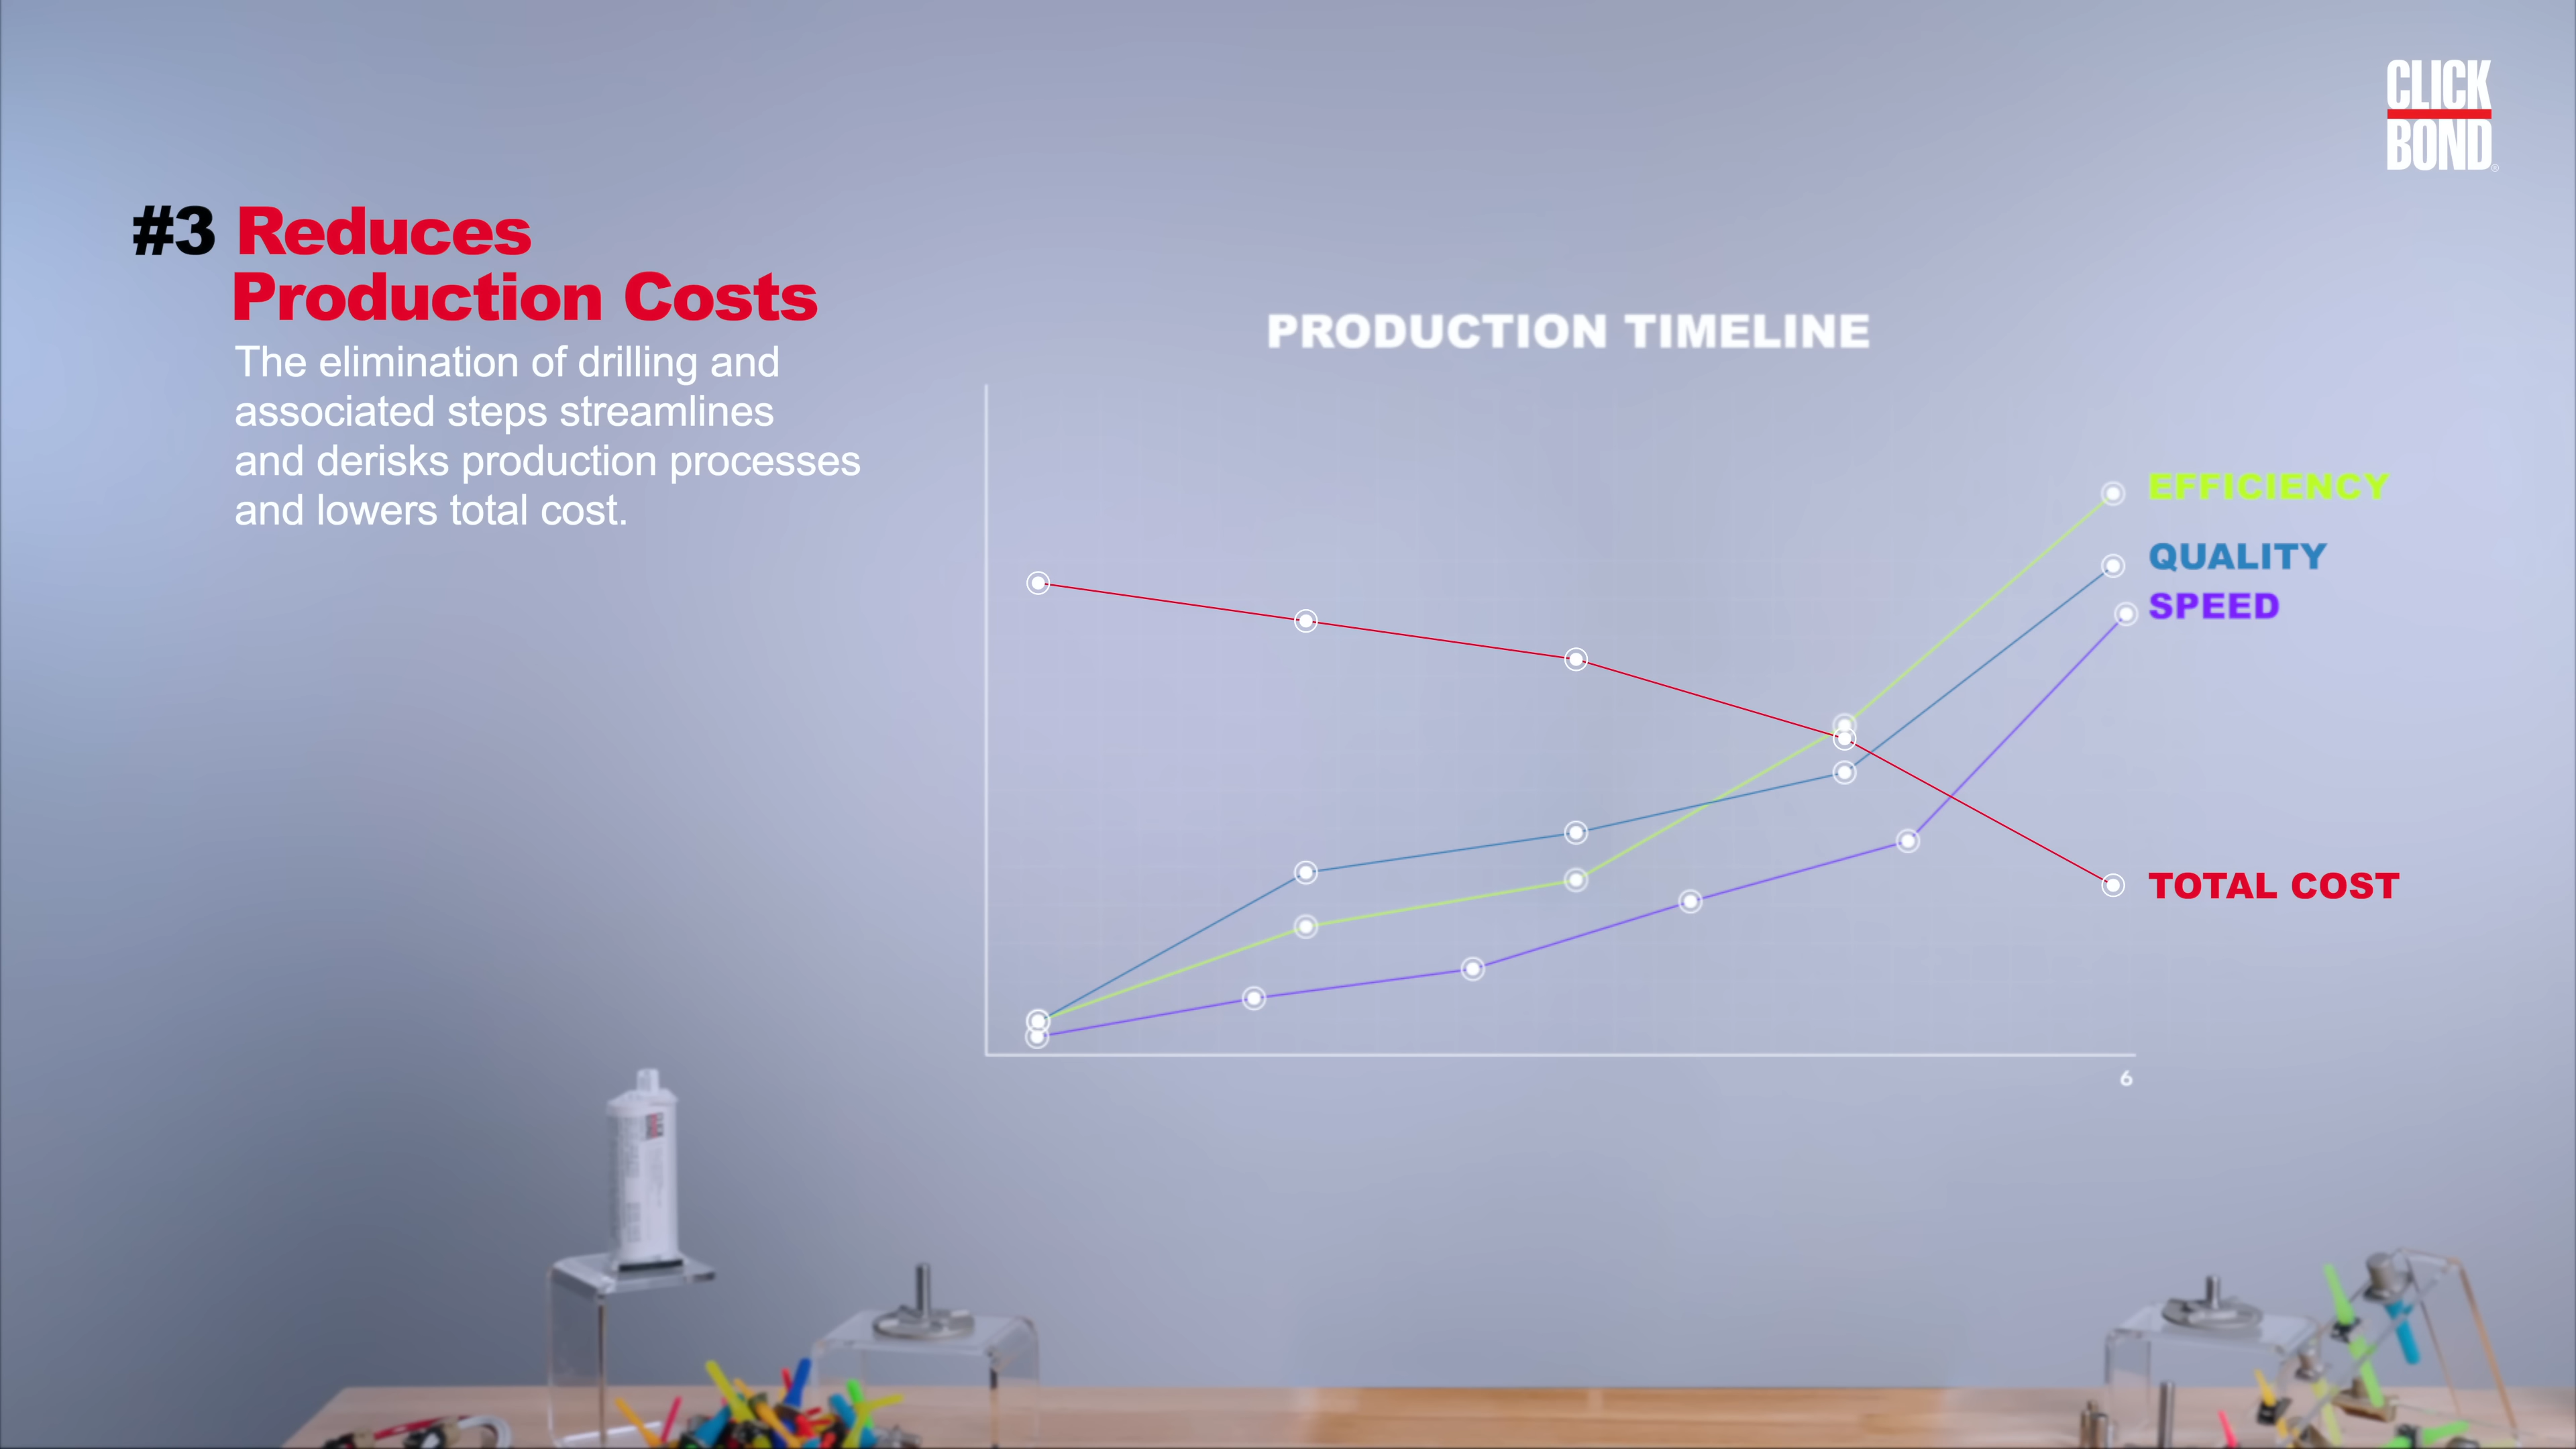 CLICK
BOND®
#3 Reduces
Production Costs
The elimination of drilling and
associated steps streamlines
and derisks production processes
and lowers total cost.
PRODUCTION TIMELINE
EFFICIENCY
QUALITY
SPEED
TOTAL COST
6